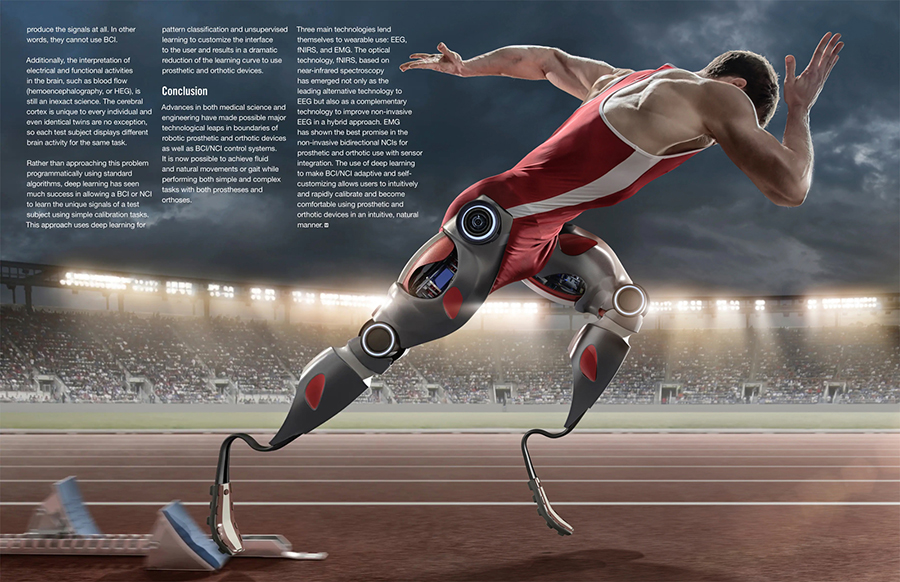 produce the signals at all. In other
words, they cannot use BCI.
Additionally, the interpretation of
electrical and functional activities
in the brain, such as blood flow
(hemoencephalography, or HEG), is
still an inexact science. The cerebral
cortex is unique to every individual and
even identical twins are no exception,
so each test subject displays different
brain activity for the same task.
Rather than approaching this problem
programmatically using standard
algorithms, deep learning has seen
much success in allowing a BCI or NCI
to learn the unique signals of a test
subject using simple calibration tasks.
This approach uses deep learning for
pattern classification and unsupervised
learning to customize the interface
to the user and results in a dramatic
reduction of the learning curve to use
prosthetic and orthotic devices.
Conclusion
Advances in both medical science and
engineering have made possible major
technological leaps in boundaries of
robotic prosthetic and orthotic devices
as well as BCI/NCI control systems.
It is now possible to achieve fluid
and natural movements or gait while
performing both simple and complex
tasks with both prostheses and
orthoses.
Three main technologies lend
themselves to wearable use: EEG,
fNIRS, and EMG. The optical
technology, fNIRS, based on
near-infrared spectroscopy
has emerged not only as the
leading alternative technology to
EEG but also as a complementary
technology to improve non-invasive
EEG in a hybrid approach. EMG
has shown the best promise in the
non-invasive bidirectional NCIs for
prosthetic and orthotic use with sensor
integration. The use of deep learning
to make BCI/NCI adaptive and self-
customizing allows users to intuitively
and rapidly calibrate and become
comfortable using prosthetic and
orthotic devices in an intuitive, natural
manner.